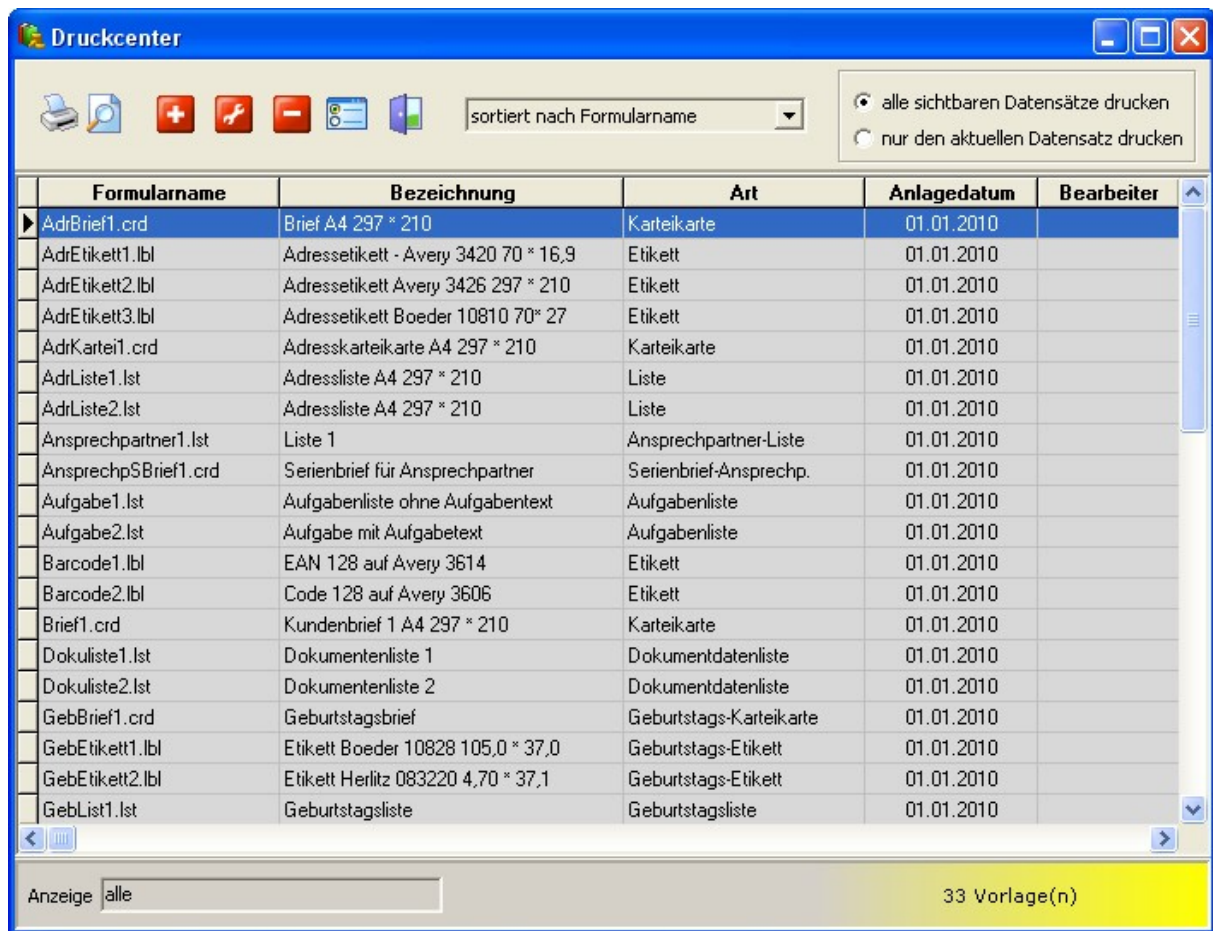 Druckcenter
sortiert nach Formularname
alle sichtbaren Datensätze drucken
nur den aktuellen Datensatz drucken
Formularname Bezeichnung Art Anlagedatum Bearbeiter
AdrBrief1.crd Brief A4 297 * 210 Karteikarte 01.01.2010
AdrEtikett1.lbl Adressetikett - Avery 3420 70 * 16,9 Etikett 01.01.2010
AdrEtikett2.lbl Adressetikett Avery 3426 297 * 210 Etikett 01.01.2010
AdrEtikett3.lbl Adressetikett Boeder 10810 70* 27 Etikett 01.01.2010
AdrKartei1.crd Adresskarteikarte A4 297 * 210 Karteikarte 01.01.2010
AdrListe1.lst Adressliste A4 297 * 210 Liste 01.01.2010
AdrListe2.lst Adressliste A4 297 * 210 Liste 01.01.2010
Ansprechpartner1.lst Liste 1 Ansprechpartner-Liste 01.01.2010
AnsprechpSBrief1.crd Serienbrief für Ansprechpartner Serienbrief-Ansprechp. 01.01.2010
Aufgabe1.lst Aufgabenliste ohne Aufgabentext Aufgabenliste 01.01.2010
Aufgabe2.lst Aufgabe mit Aufgabetext Aufgabenliste 01.01.2010
Barcode1.lbl EAN 128 auf Avery 3614 Etikett 01.01.2010
Barcode2.lbl Code 128 auf Avery 3606 Etikett 01.01.2010
Brief1.crd Kundenbrief 1 A4 297 * 210 Karteikarte 01.01.2010
Dokuliste1.lst Dokumentenliste 1 Dokumentdatenliste 01.01.2010
Dokuliste2.lst Dokumentenliste 2 Dokumentdatenliste 01.01.2010
GebBrief1.crd Geburtstagsbrief Geburtstags-Karteikarte 01.01.2010
GebEtikett1.lbl Etikett Boeder 10828 105,0 * 37,0 Geburtstags-Etikett 01.01.2010
GebEtikett2.lbl Etikett Herlitz 083220 4,70 * 37,1 Geburtstags-Etikett 01.01.2010
GebList1.lst Geburtstagsliste Geburtstagsliste 01.01.2010
Anzeige alle 33 Vorlage(n)